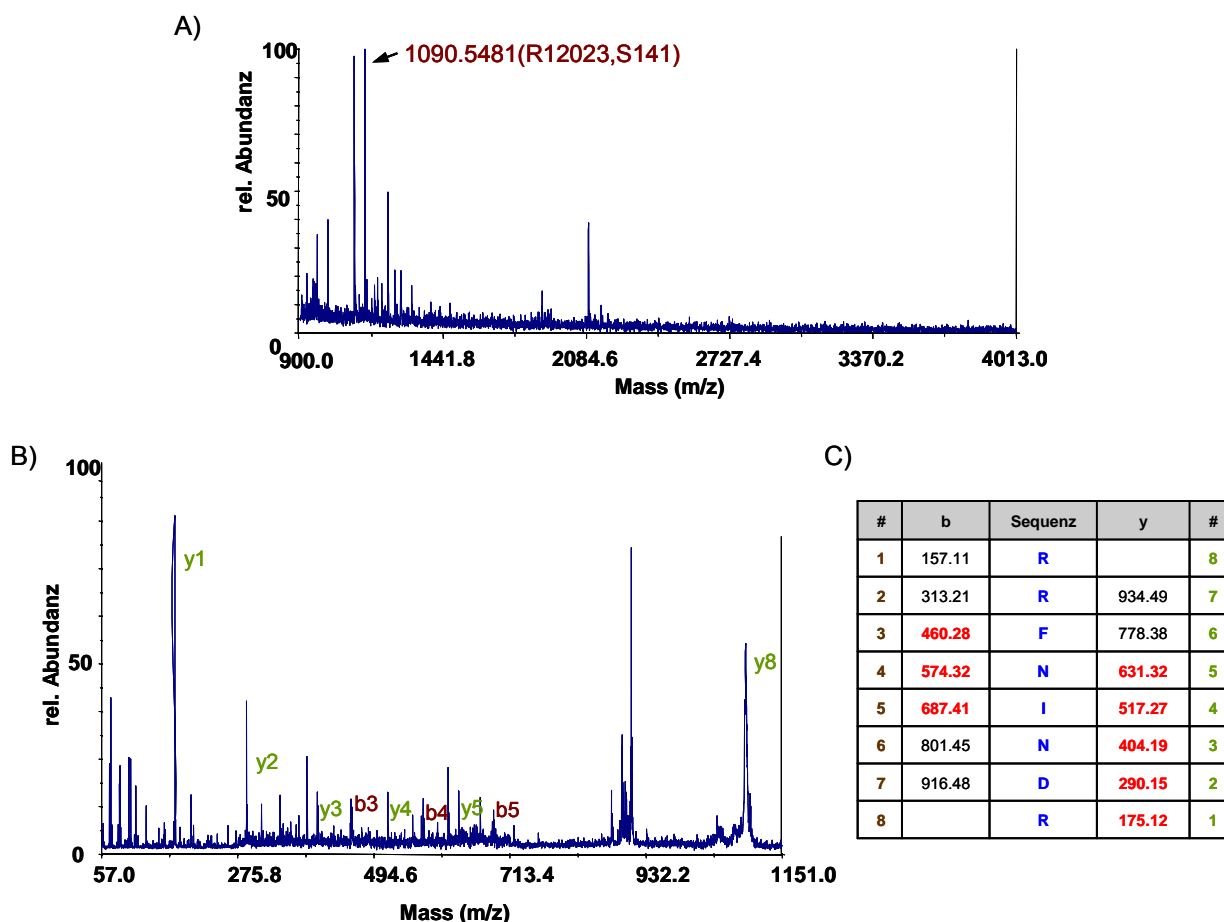 A)
100
1090.5481(R12023,S141)
rel. Abundanz
50
0
900.0 1441.8 2084.6 2727.4 3370.2 4013.0
Mass (m/z)
B)
100
y1
rel. Abundanz
50
y8
y2
y3 b3 y4 b4 y5 b5
0
57.0 275.8 494.6 713.4 932.2 1151.0
Mass (m/z)
C)
# b Sequenz y #
1 157.11 R 8
2 313.21 R 934.49 7
3 460.28 F 778.38 6
4 574.32 N 631.32 5
5 687.41 I 517.27 4
6 801.45 N 404.19 3
7 916.48 D 290.15 2
8 R 175.12 1